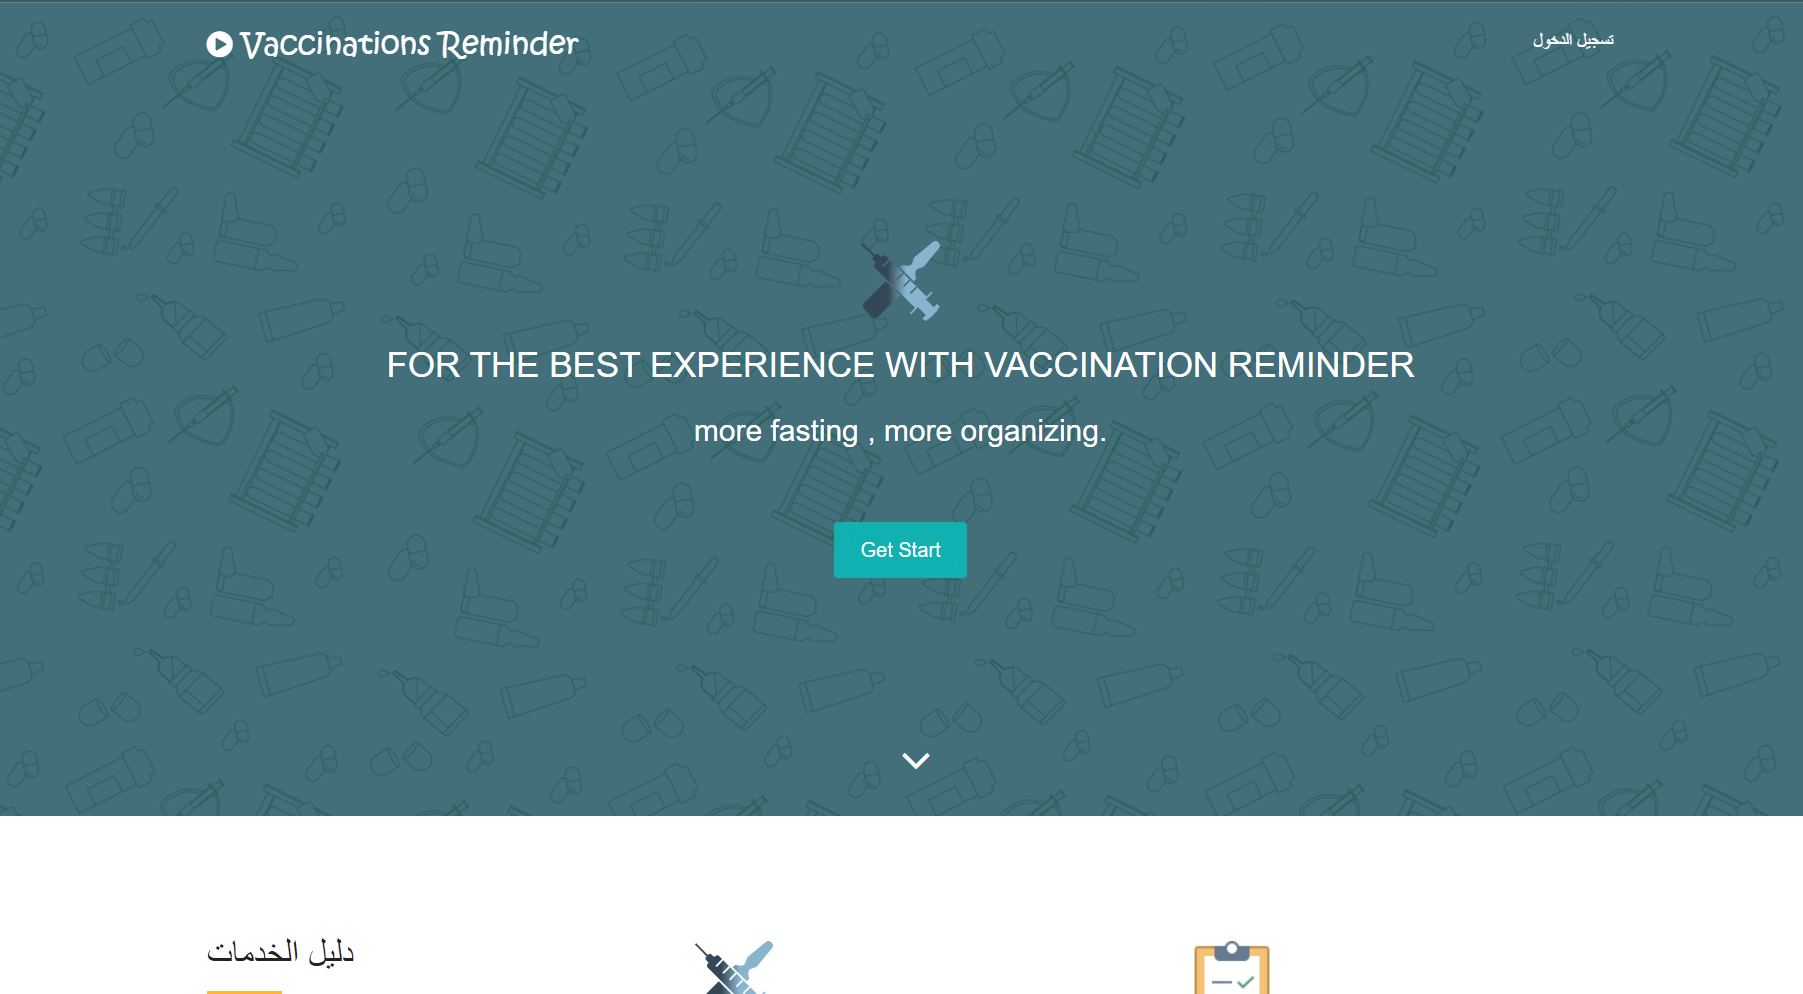 Vaccinations Reminder
تسجيل الدخول
FOR THE BEST EXPERIENCE WITH VACCINATION REMINDER
more fasting , more organizing.
Get Start
دليل الخدمات